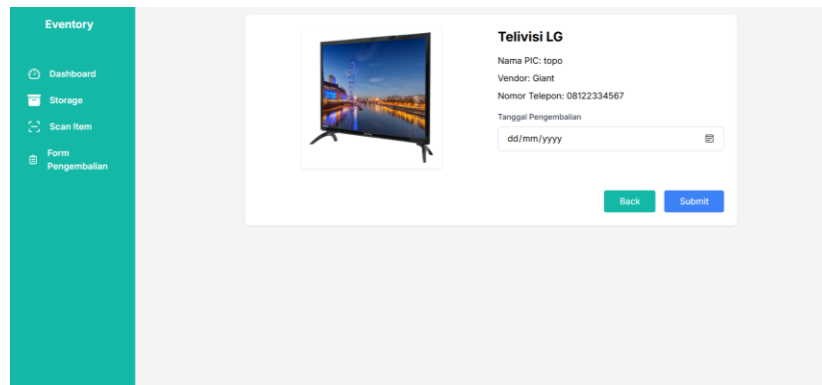 Eventory
Dashboard
Storage
Scan Item
Form
Pengembalian
Telivisi LG
Nama PIC: topo
Vendor: Giant
Nomor Telepon: 08122334567
Tanggal Pengembalian
dd/mm/yyyy
Back
Submit